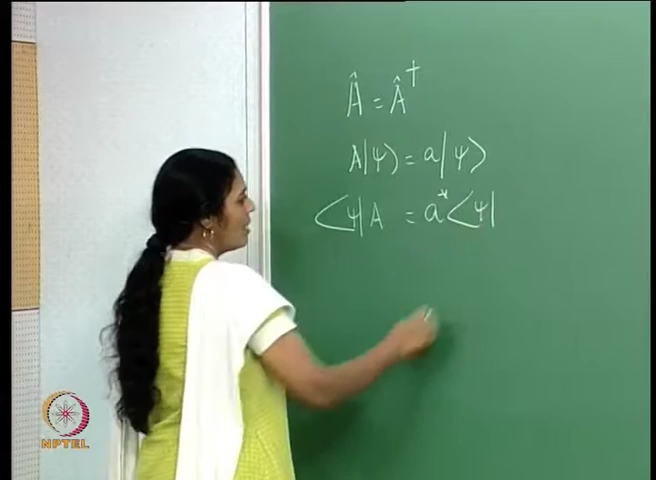 Â = Â†
A|ψ⟩ = a|ψ⟩
⟨ψ|A = a*⟨ψ|
NPTEL